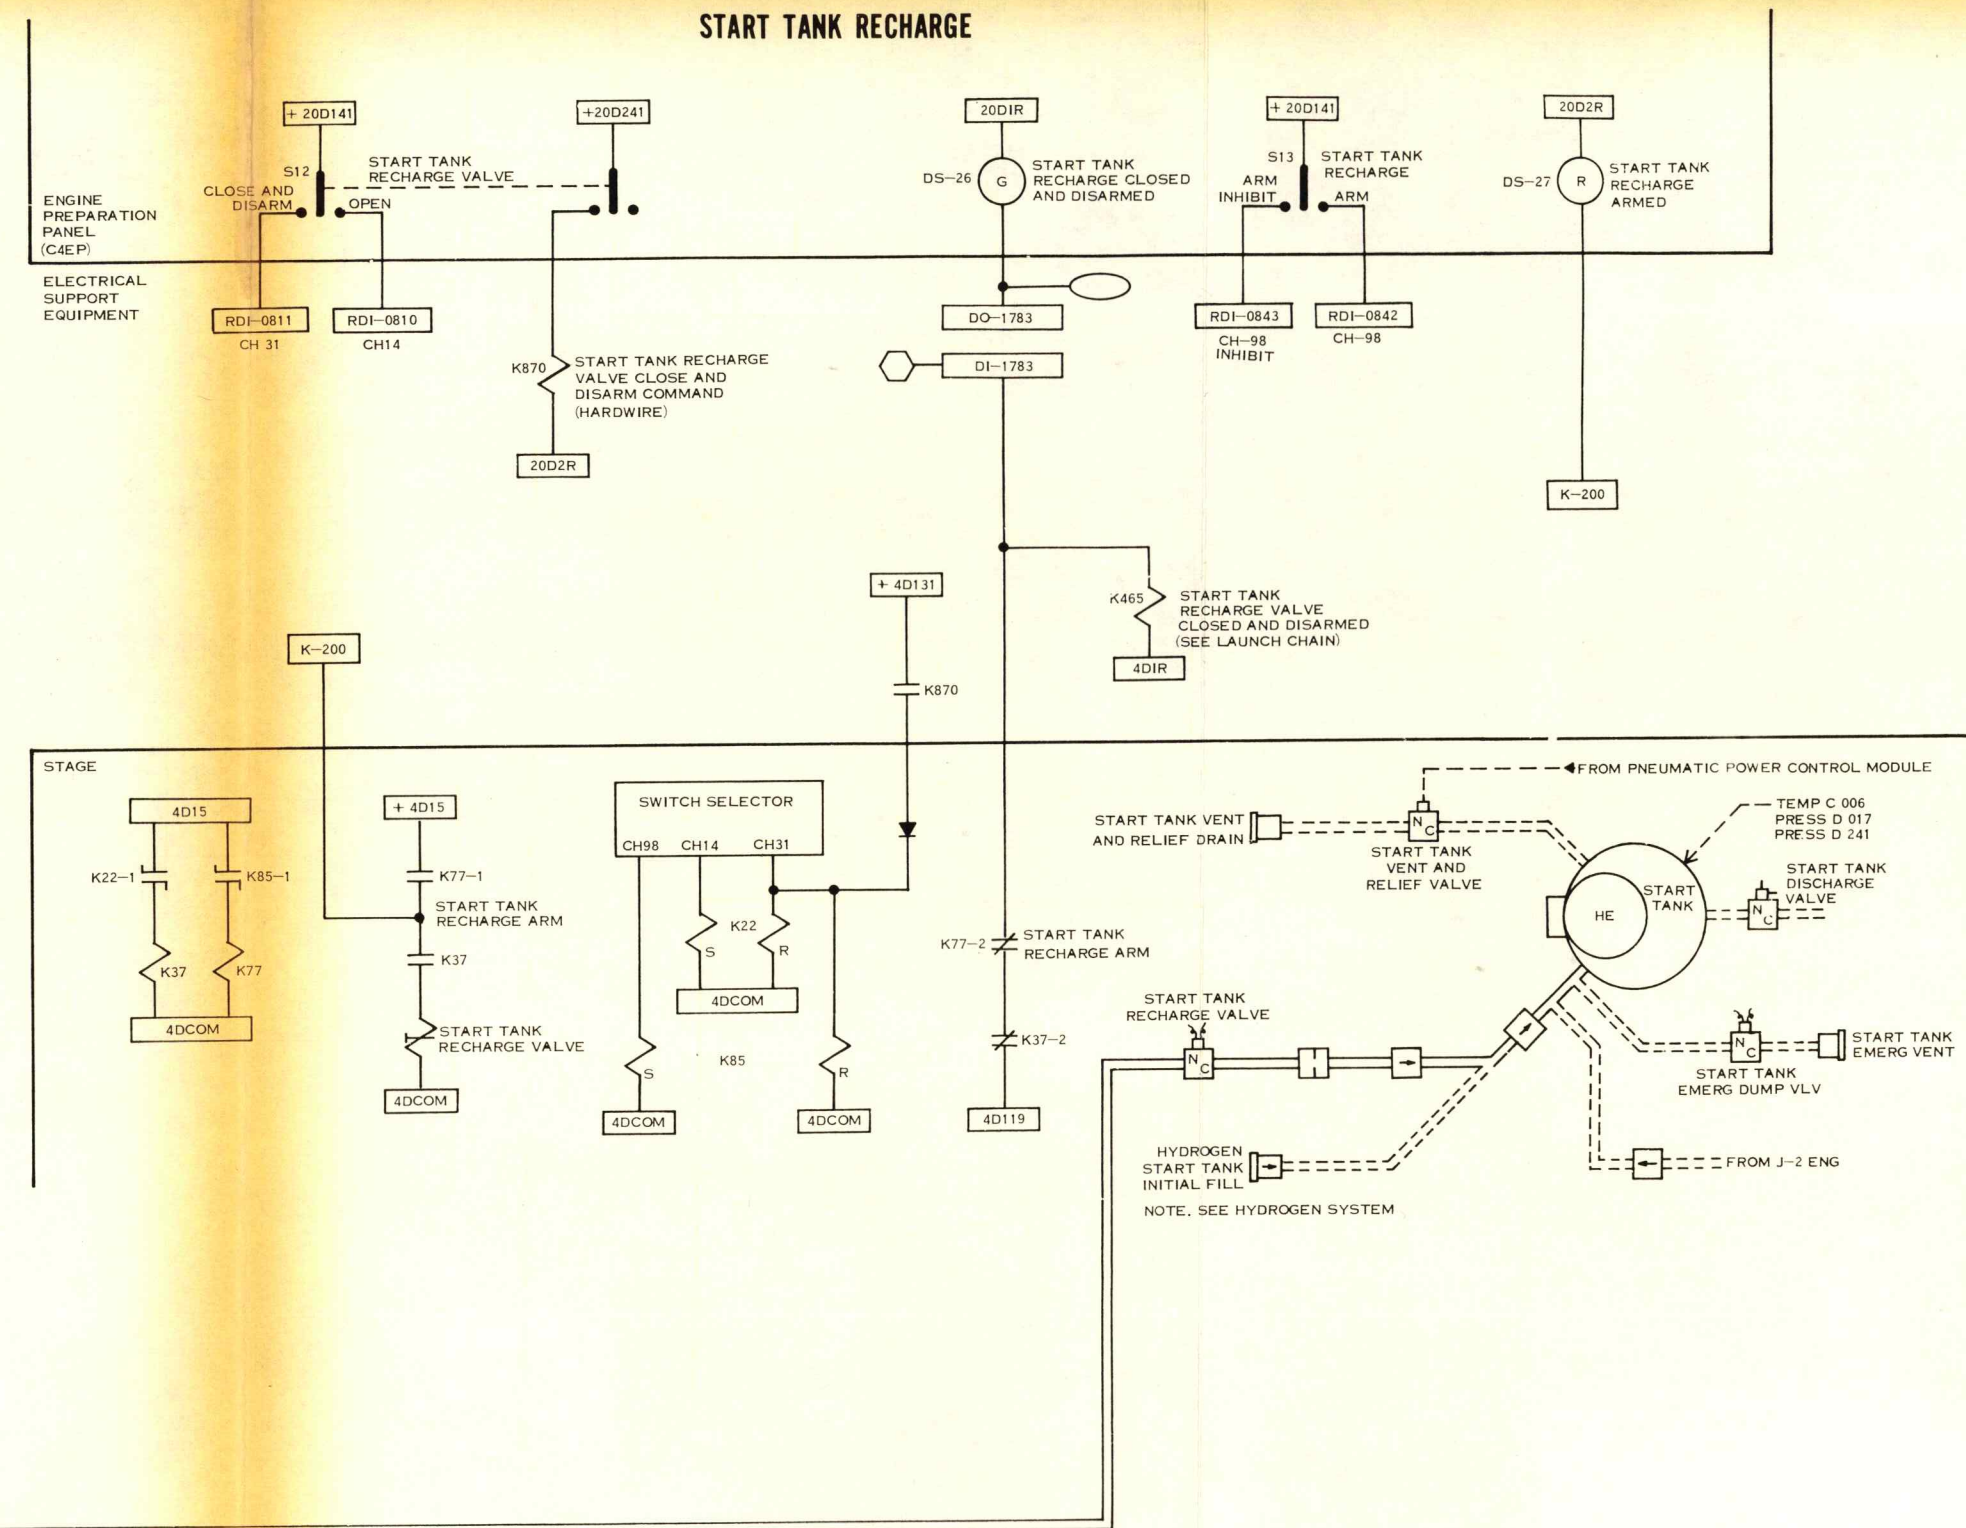 START TANK RECHARGE
+ 20D141
+20D241
20DIR
+ 20D141
20D2R
S12
START TANK
RECHARGE VALVE
CLOSE AND
DISARM
OPEN
DS-26
G
START TANK
RECHARGE CLOSED
AND DISARMED
S13
START TANK
RECHARGE
ARM
INHIBIT
ARM
DS-27
R
START TANK
RECHARGE
ARMED
ENGINE
PREPARATION
PANEL
(C4EP)
ELECTRICAL
SUPPORT
EQUIPMENT
RDI-0811
CH 31
RDI-0810
CH14
DO-1783
RDI-0843
CH-98
INHIBIT
RDI-0842
CH-98
K870
START TANK RECHARGE
VALVE CLOSE AND
DISARM COMMAND
(HARDWIRE)
20D2R
DI-1783
K-200
+ 4D131
K870
K465
START TANK
RECHARGE VALVE
CLOSED AND DISARMED
(SEE LAUNCH CHAIN)
4DIR
K-200
STAGE
4D15
K22-1
K85-1
K37
K77
4DCOM
+ 4D15
K77-1
START TANK
RECHARGE ARM
K37
START TANK
RECHARGE VALVE
4DCOM
SWITCH SELECTOR
CH98
CH14
CH31
K22
S
R
4DCOM
K85
S
R
4DCOM
4DCOM
K77-2
START TANK
RECHARGE ARM
K37-2
4D119
FROM PNEUMATIC POWER CONTROL MODULE
START TANK VENT
AND RELIEF DRAIN
N
C
START TANK
VENT AND
RELIEF VALVE
TEMP C 006
PRESS D 017
PRESS D 241
START TANK
DISCHARGE
VALVE
N
C
START
TANK
HE
START TANK
RECHARGE VALVE
N
C
N
C
START TANK
EMERG VENT
START TANK
EMERG DUMP VLV
HYDROGEN
START TANK
INITIAL FILL
FROM J-2 ENG
NOTE. SEE HYDROGEN SYSTEM